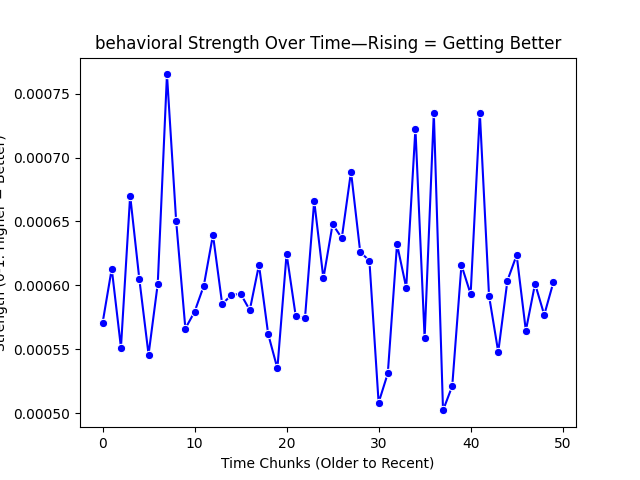 behavioral Strength Over Time—Rising = Getting Better
0.00075
0.00070
0.00065
0.00060
0.00055
0.00050
Strength (0-1: Higher = Better)
0 10 20 30 40 50
Time Chunks (Older to Recent)